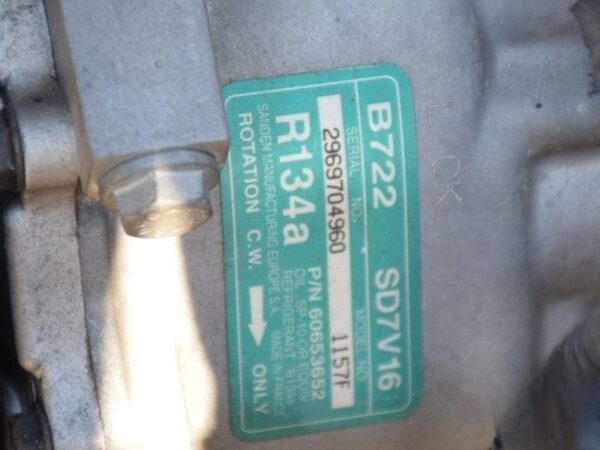 B722 SD7V16
SERIAL NO. MODEL NO
2969704960 1157F
R134a P/N 60653652
OIL SP-10 OR EQUIV
REFRIGERANT R134a
SANDEN MANUFACTURING EUROPE S.A. MADE IN FRANCE
ROTATION C.W. ONLY
OK